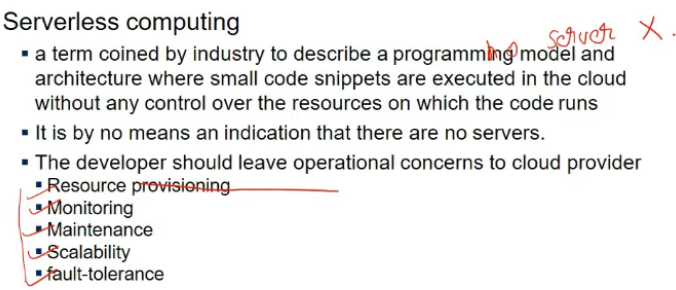 Serverless computing
no server X.
▪ a term coined by industry to describe a programming model and
architecture where small code snippets are executed in the cloud
without any control over the resources on which the code runs
▪ It is by no means an indication that there are no servers.
▪ The developer should leave operational concerns to cloud provider
▪ Resource provisioning
▪ Monitoring
▪ Maintenance
▪ Scalability
▪ fault-tolerance